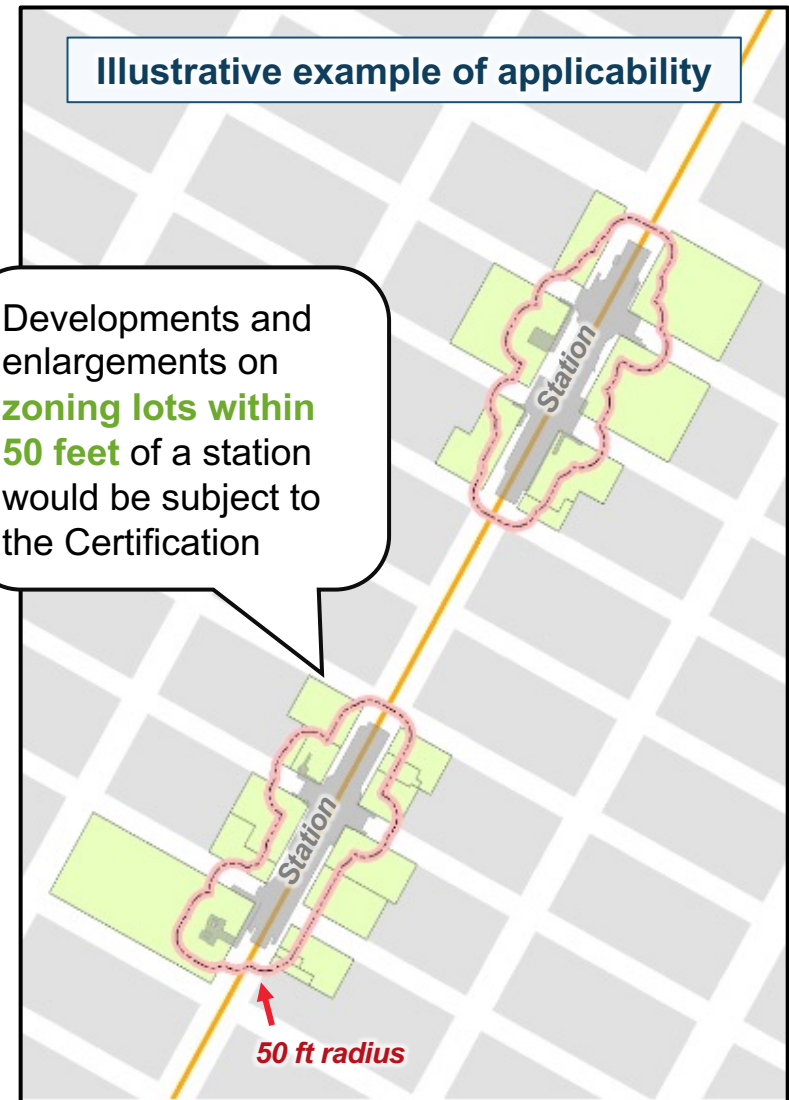 Illustrative example of applicability
Developments and
enlargements on
zoning lots within
50 feet of a station
would be subject to
the Certification
Station
Station
50 ft radius